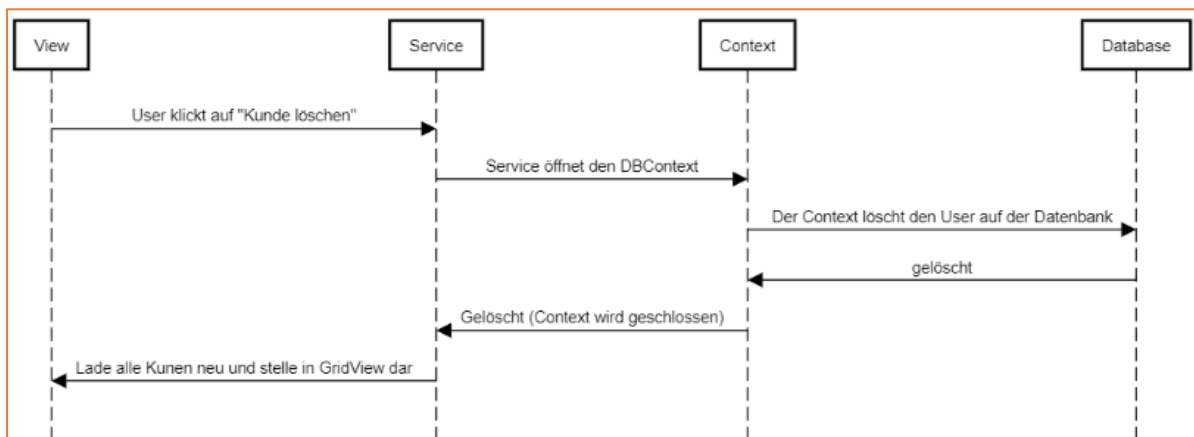 View
Service
Context
Database
User klickt auf "Kunde löschen"
Service öffnet den DBContext
Der Context löscht den User auf der Datenbank
gelöscht
Gelöscht (Context wird geschlossen)
Lade alle Kunen neu und stelle in GridView dar